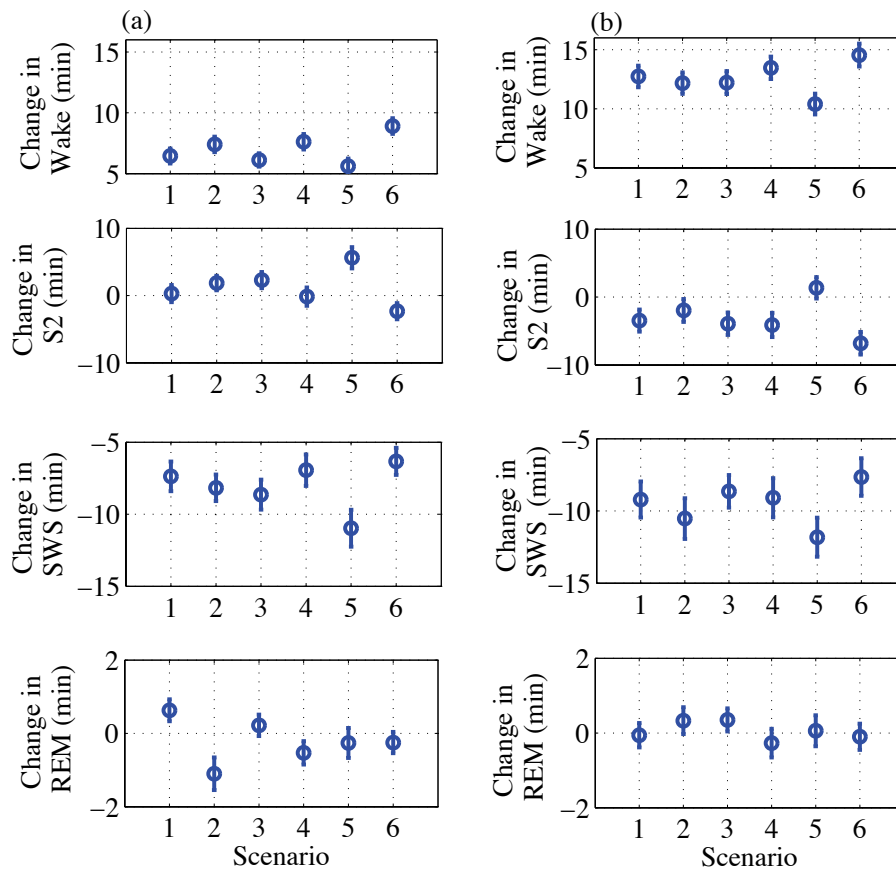 (a)
Change in
Wake (min)
15
10
5
1 2 3 4 5 6
Change in
S2 (min)
10
0
−10
1 2 3 4 5 6
Change in
SWS (min)
−5
−10
−15
1 2 3 4 5 6
Change in
REM (min)
2
0
−2
1 2 3 4 5 6
Scenario
(b)
Change in
Wake (min)
15
10
5
1 2 3 4 5 6
Change in
S2 (min)
10
0
−10
1 2 3 4 5 6
Change in
SWS (min)
−5
−10
−15
1 2 3 4 5 6
Change in
REM (min)
2
0
−2
1 2 3 4 5 6
Scenario